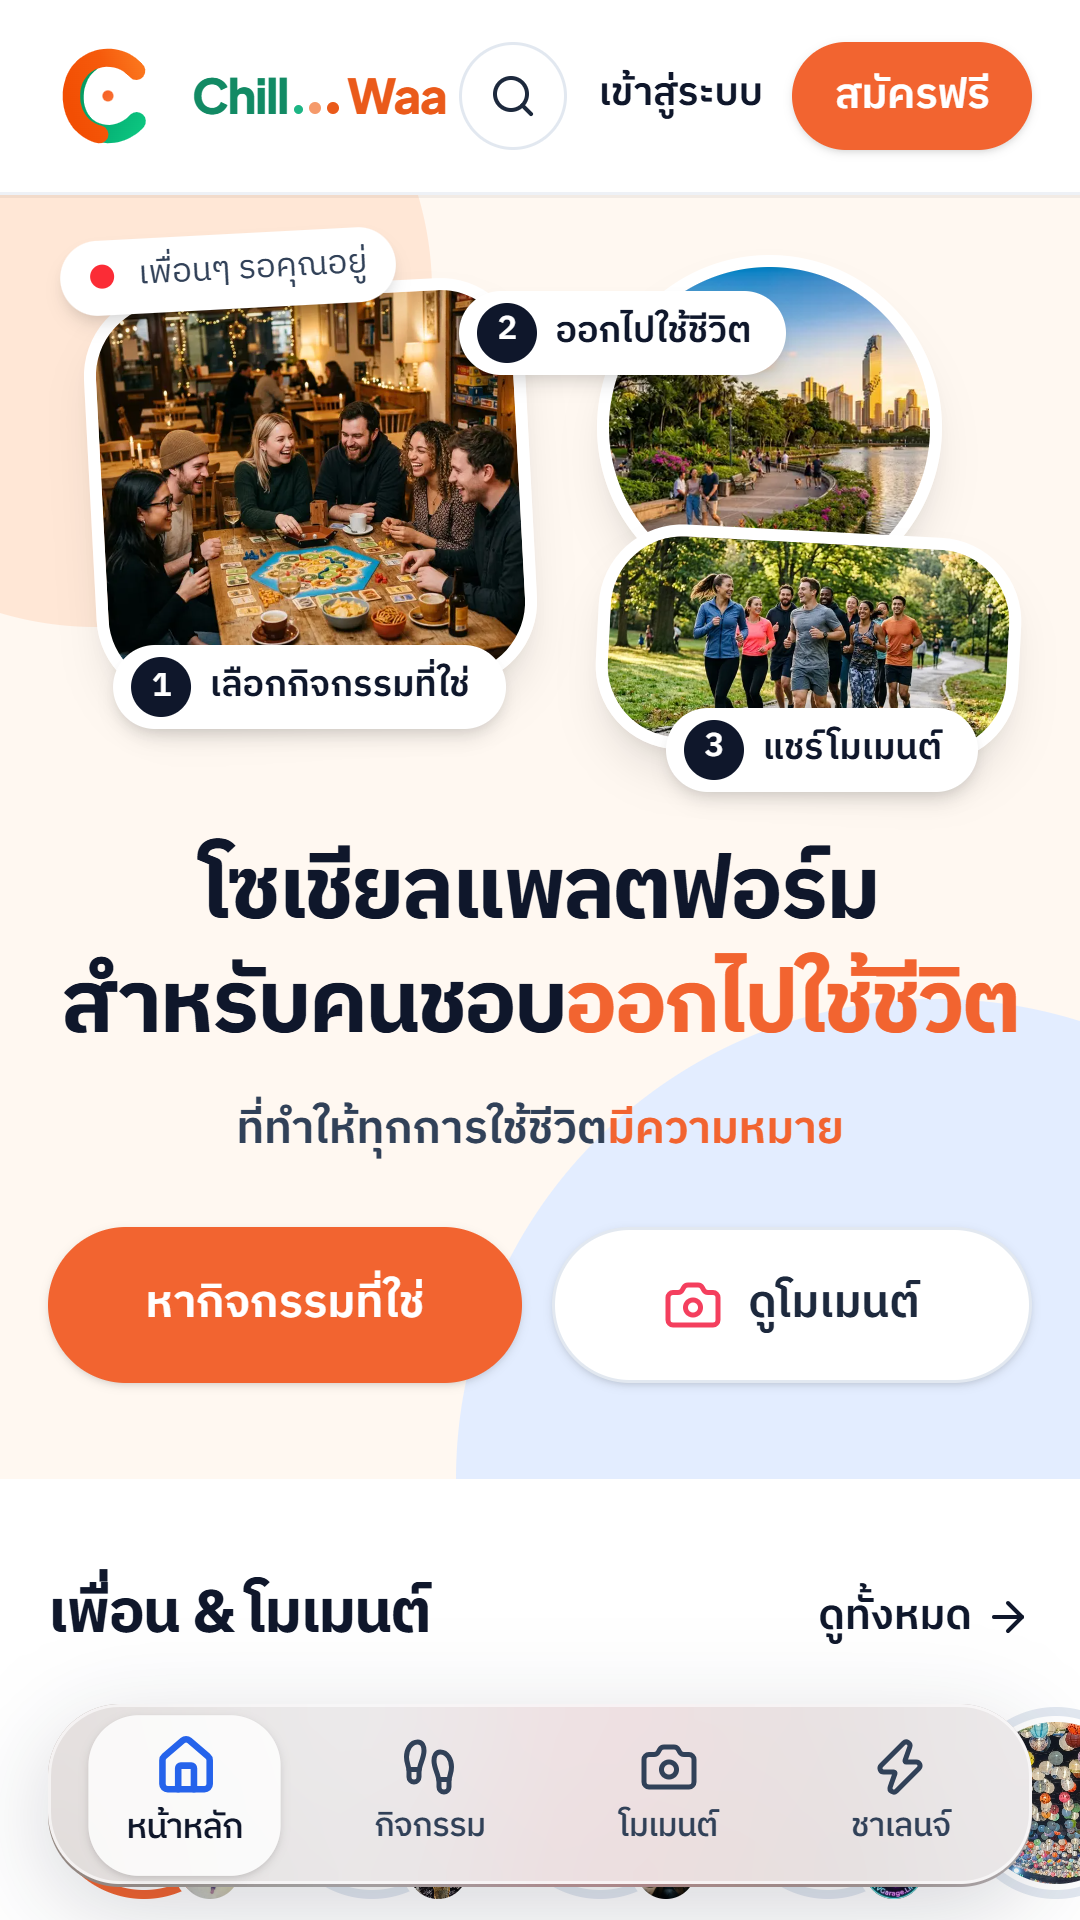 Chill...Waa
เข้าสู่ระบบ
สมัครฟรี
เพื่อนๆ รอคุณอยู่
2 ออกไปใช้ชีวิต
1 เลือกกิจกรรมที่ใช่
3 แชร์โมเมนต์
โซเชียลแพลตฟอร์ม
สำหรับคนชอบออกไปใช้ชีวิต
ที่ทำให้ทุกการใช้ชีวิตมีความหมาย
หากิจกรรมที่ใช่
ดูโมเมนต์
เพื่อน & โมเมนต์
ดูทั้งหมด
หน้าหลัก
กิจกรรม
โมเมนต์
ชาเลนจ์